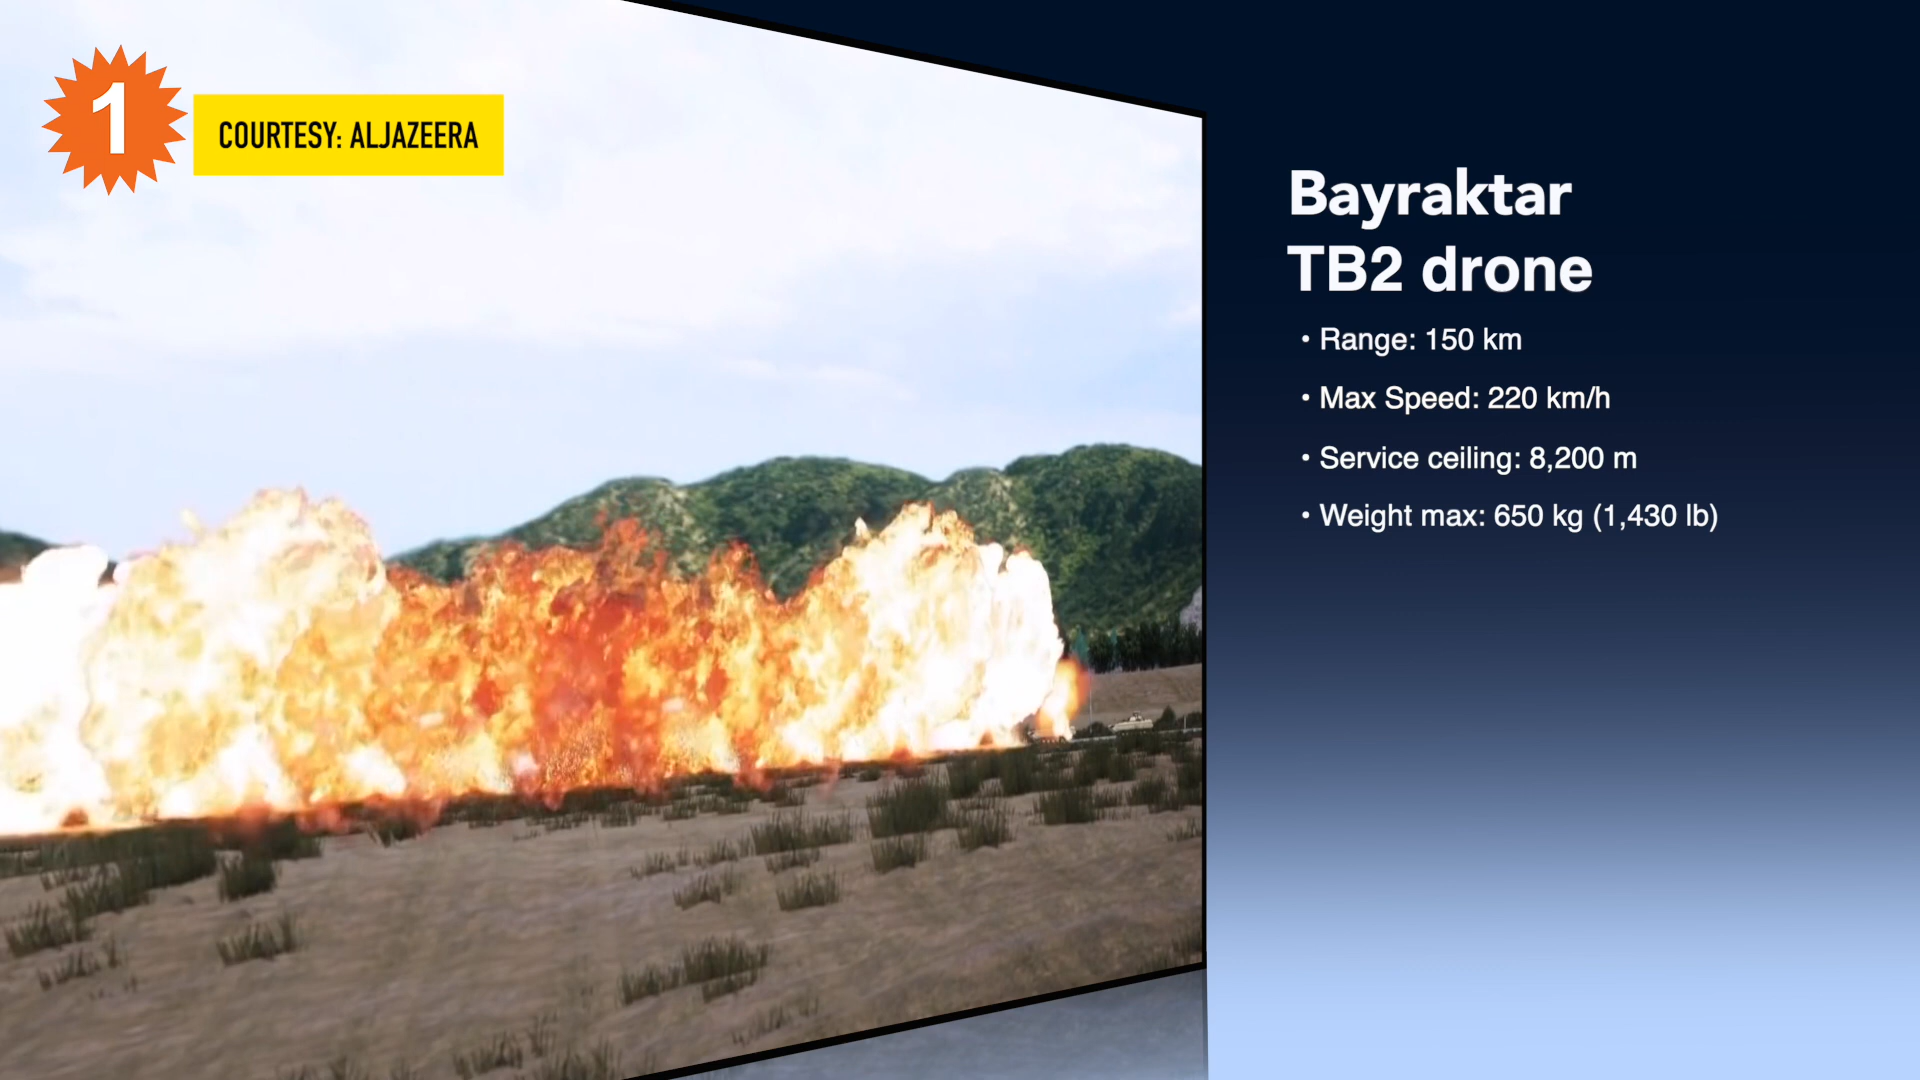 1
COURTESY: ALJAZEERA
Bayraktar
TB2 drone
• Range: 150 km
• Max Speed: 220 km/h
• Service ceiling: 8,200 m
• Weight max: 650 kg (1,430 lb)